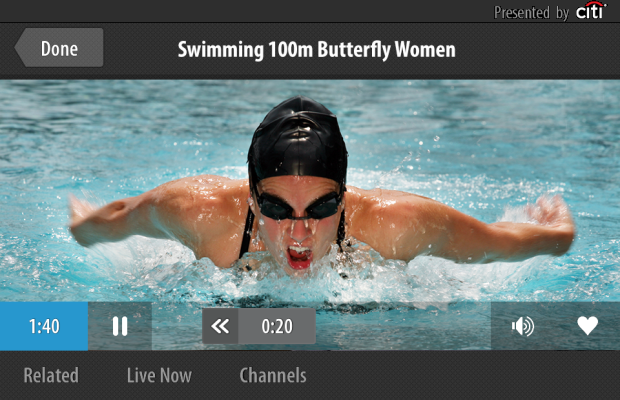 Presented by citi
Done
Swimming 100m Butterfly Women
1:40
0:20
Related
Live Now
Channels